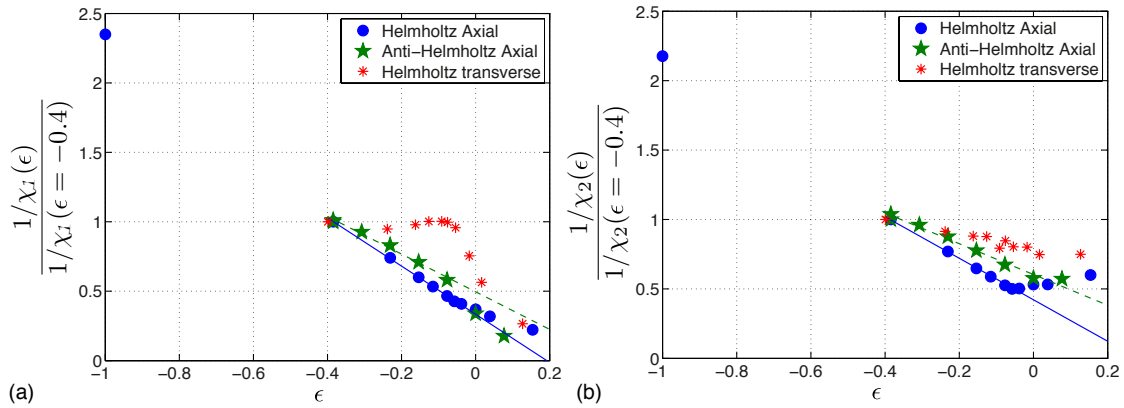 2.5
2
1.5
1
0.5
0
−1
−0.8
−0.6
−0.4
−0.2
0
0.2
ϵ
1/χ1(ϵ)
1/χ1(ϵ = −0.4)
Helmholtz Axial
Anti−Helmholtz Axial
Helmholtz transverse
(a)
2.5
2
1.5
1
0.5
0
−1
−0.8
−0.6
−0.4
−0.2
0
0.2
ϵ
1/χ2(ϵ)
1/χ2(ϵ = −0.4)
Helmholtz Axial
Anti−Helmholtz Axial
Helmholtz transverse
(b)